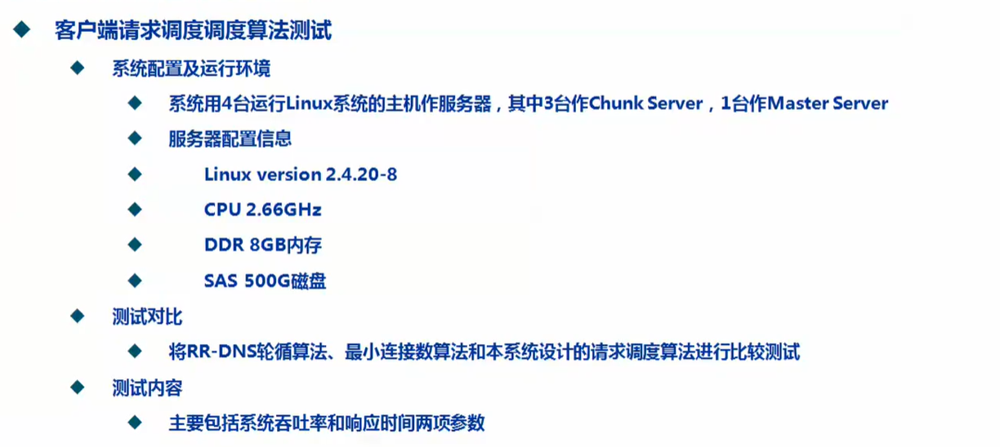 客户端请求调度调度算法测试
系统配置及运行环境
系统用4台运行Linux系统的主机作服务器，其中3台作Chunk Server，1台作Master Server
服务器配置信息
Linux version 2.4.20-8
CPU 2.66GHz
DDR 8GB内存
SAS 500G磁盘
测试对比
将RR-DNS轮循算法、最小连接数算法和本系统设计的请求调度算法进行比较测试
测试内容
主要包括系统吞吐率和响应时间两项参数